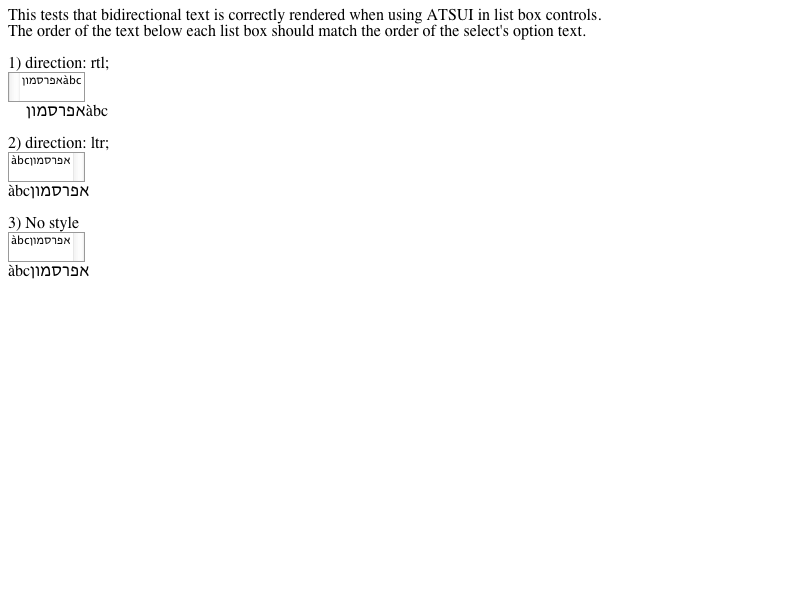 This tests that bidirectional text is correctly rendered when using ATSUI in list box controls.
The order of the text below each list box should match the order of the select's option text.
1) direction: rtl;
אפרסמוןàbc
אפרסמוןàbc
2) direction: ltr;
àbcאפרסמון
àbcאפרסמון
3) No style
àbcאפרסמון
àbcאפרסמון